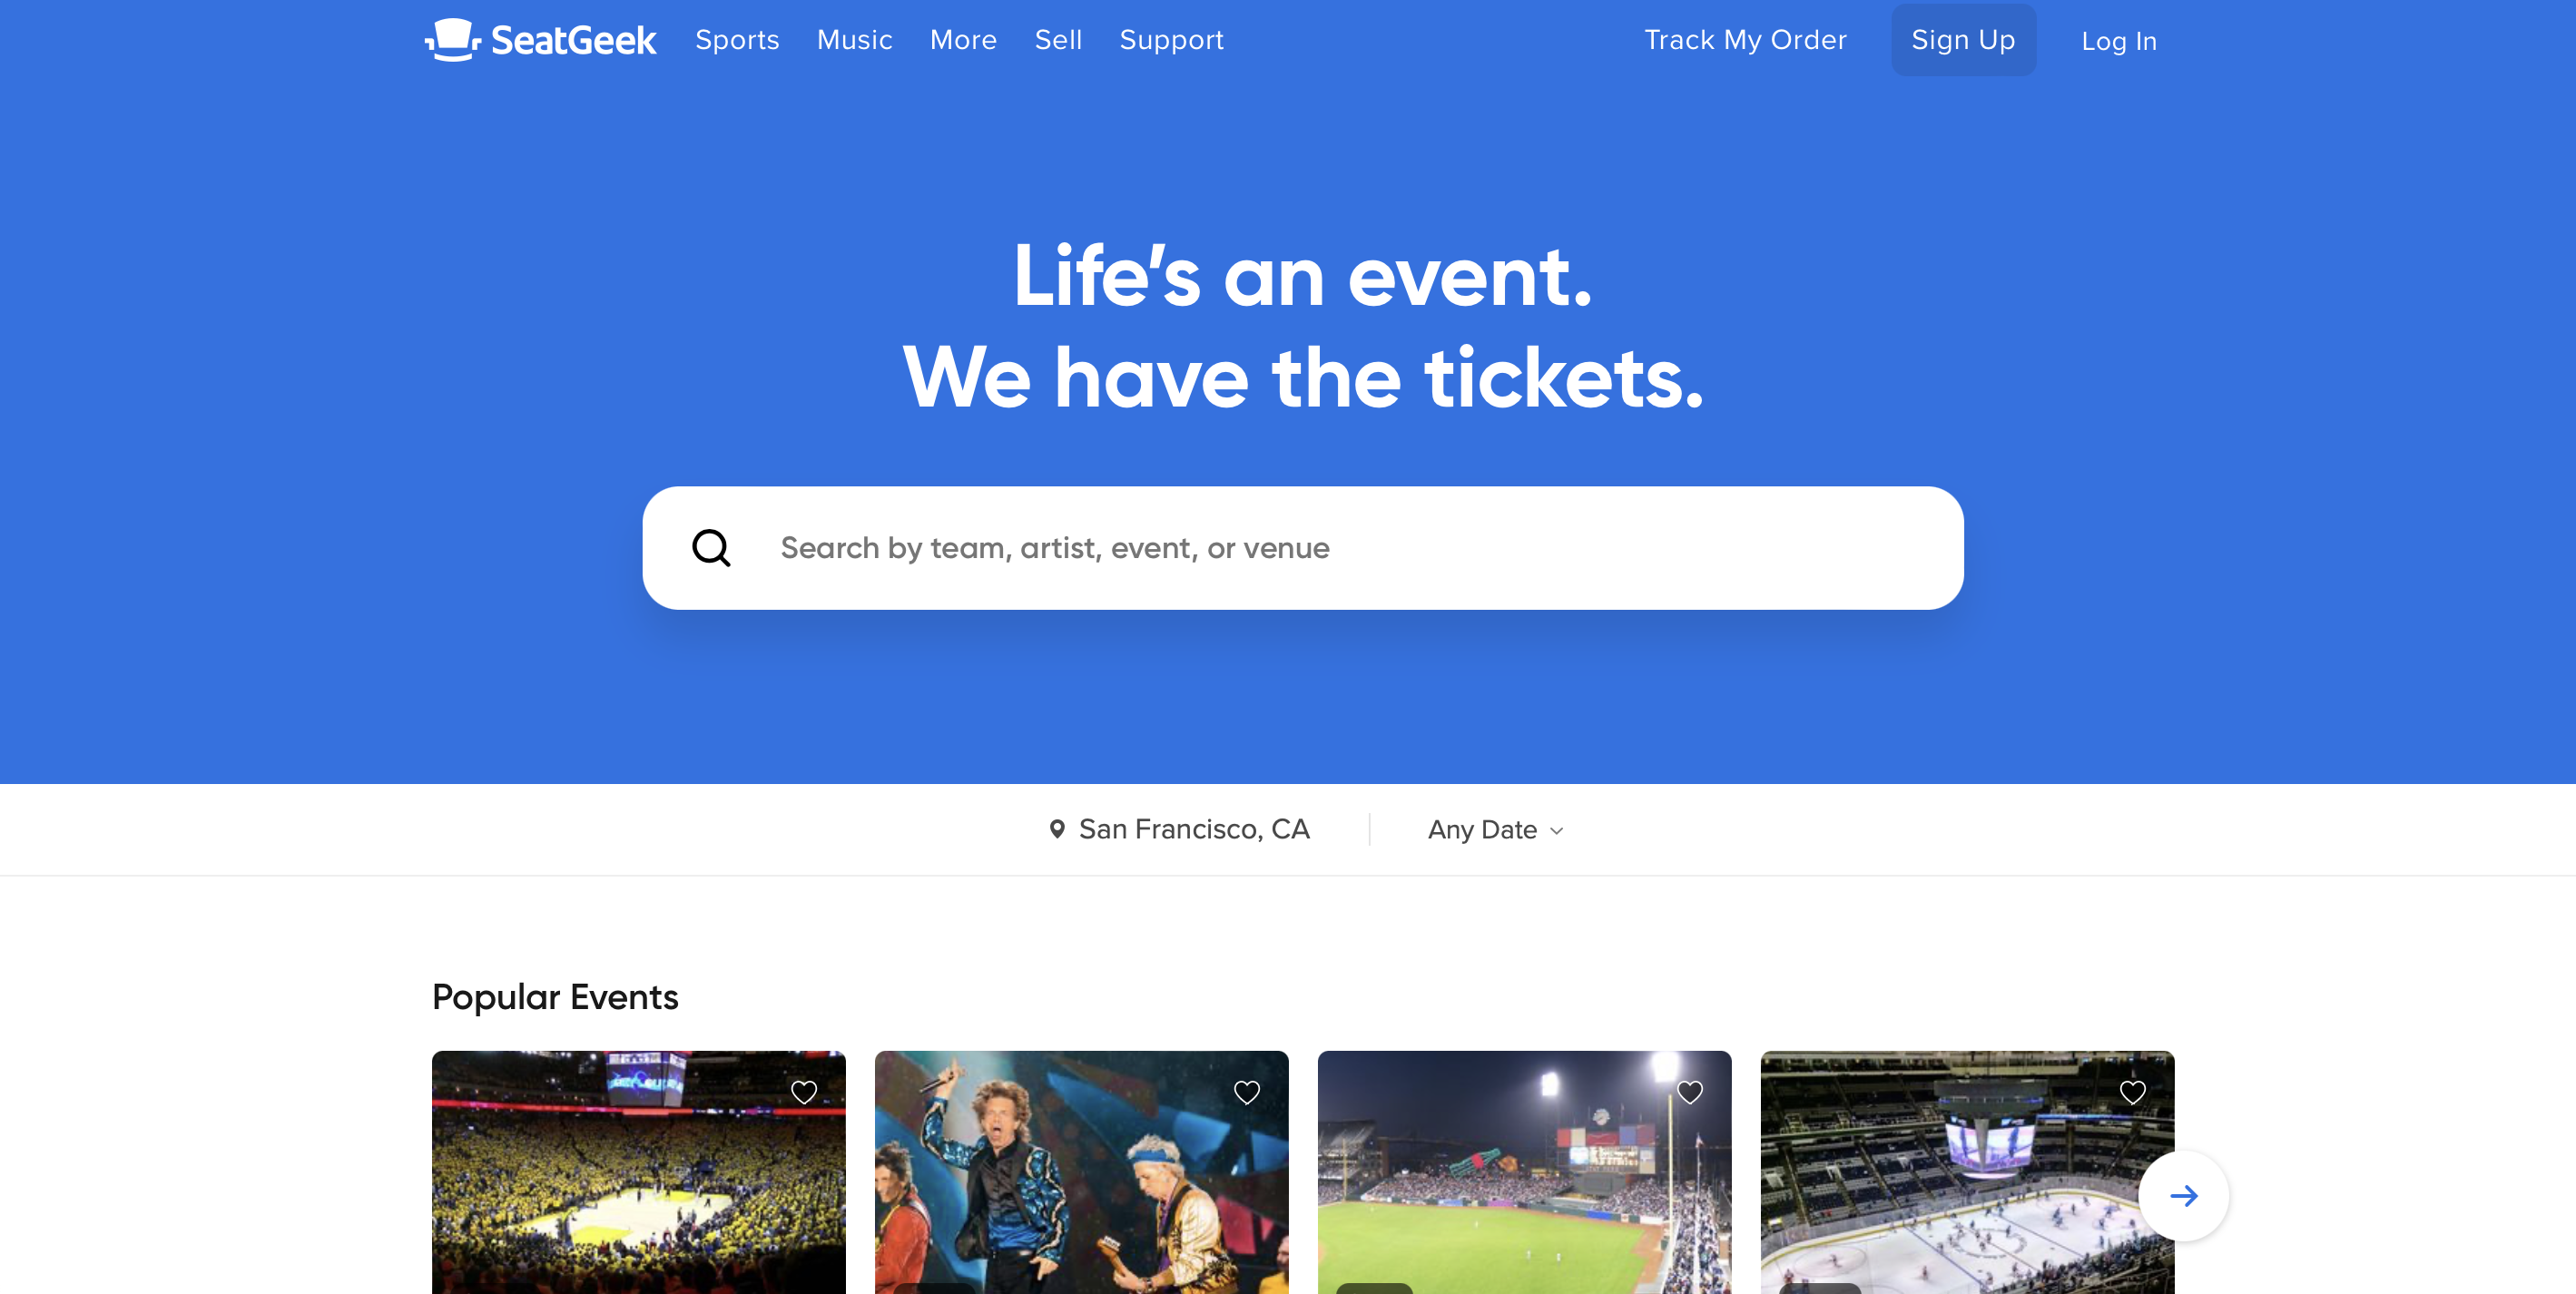 SeatGeek Sports Music More Sell Support Track My Order Sign Up Log In
Life's an event.
We have the tickets.
Search by team, artist, event, or venue
San Francisco, CA Any Date
Popular Events